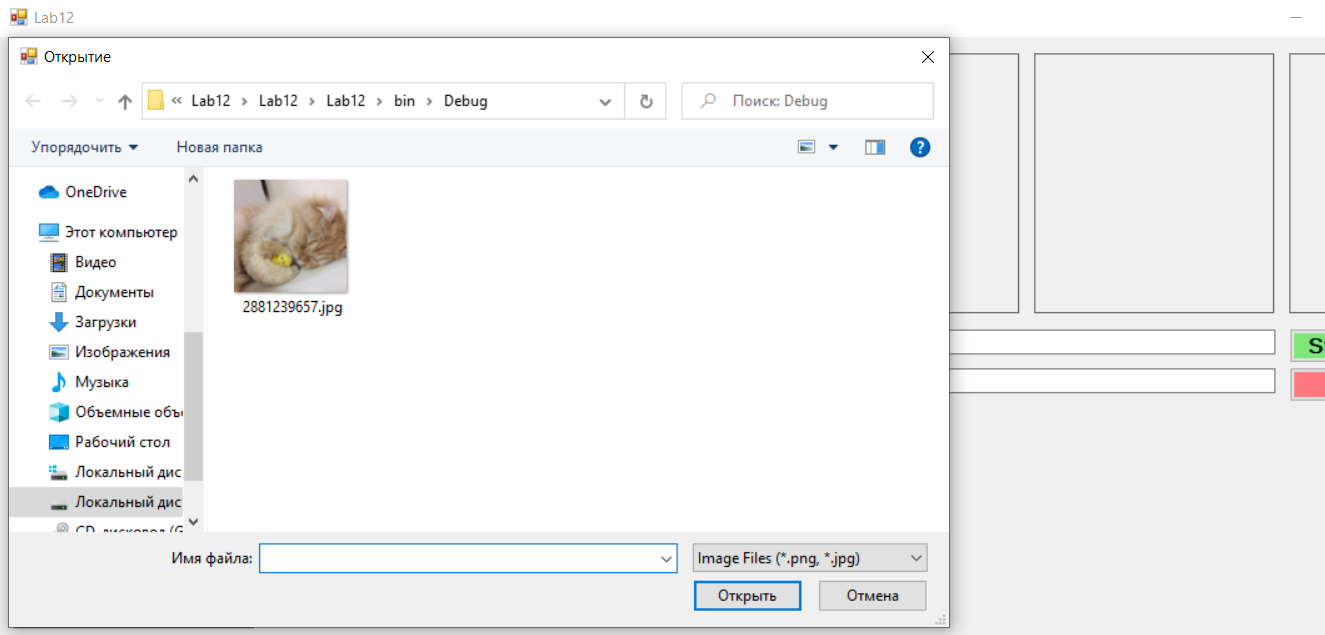 Lab12
Открытие
« Lab12 › Lab12 › Lab12 › bin › Debug
Поиск: Debug
Упорядочить
Новая папка
OneDrive
Этот компьютер
Видео
Документы
Загрузки
Изображения
Музыка
Объемные объ
Рабочий стол
Локальный дис
Локальный дис
2881239657.jpg
Имя файла:
Image Files (*.png, *.jpg)
Открыть
Отмена